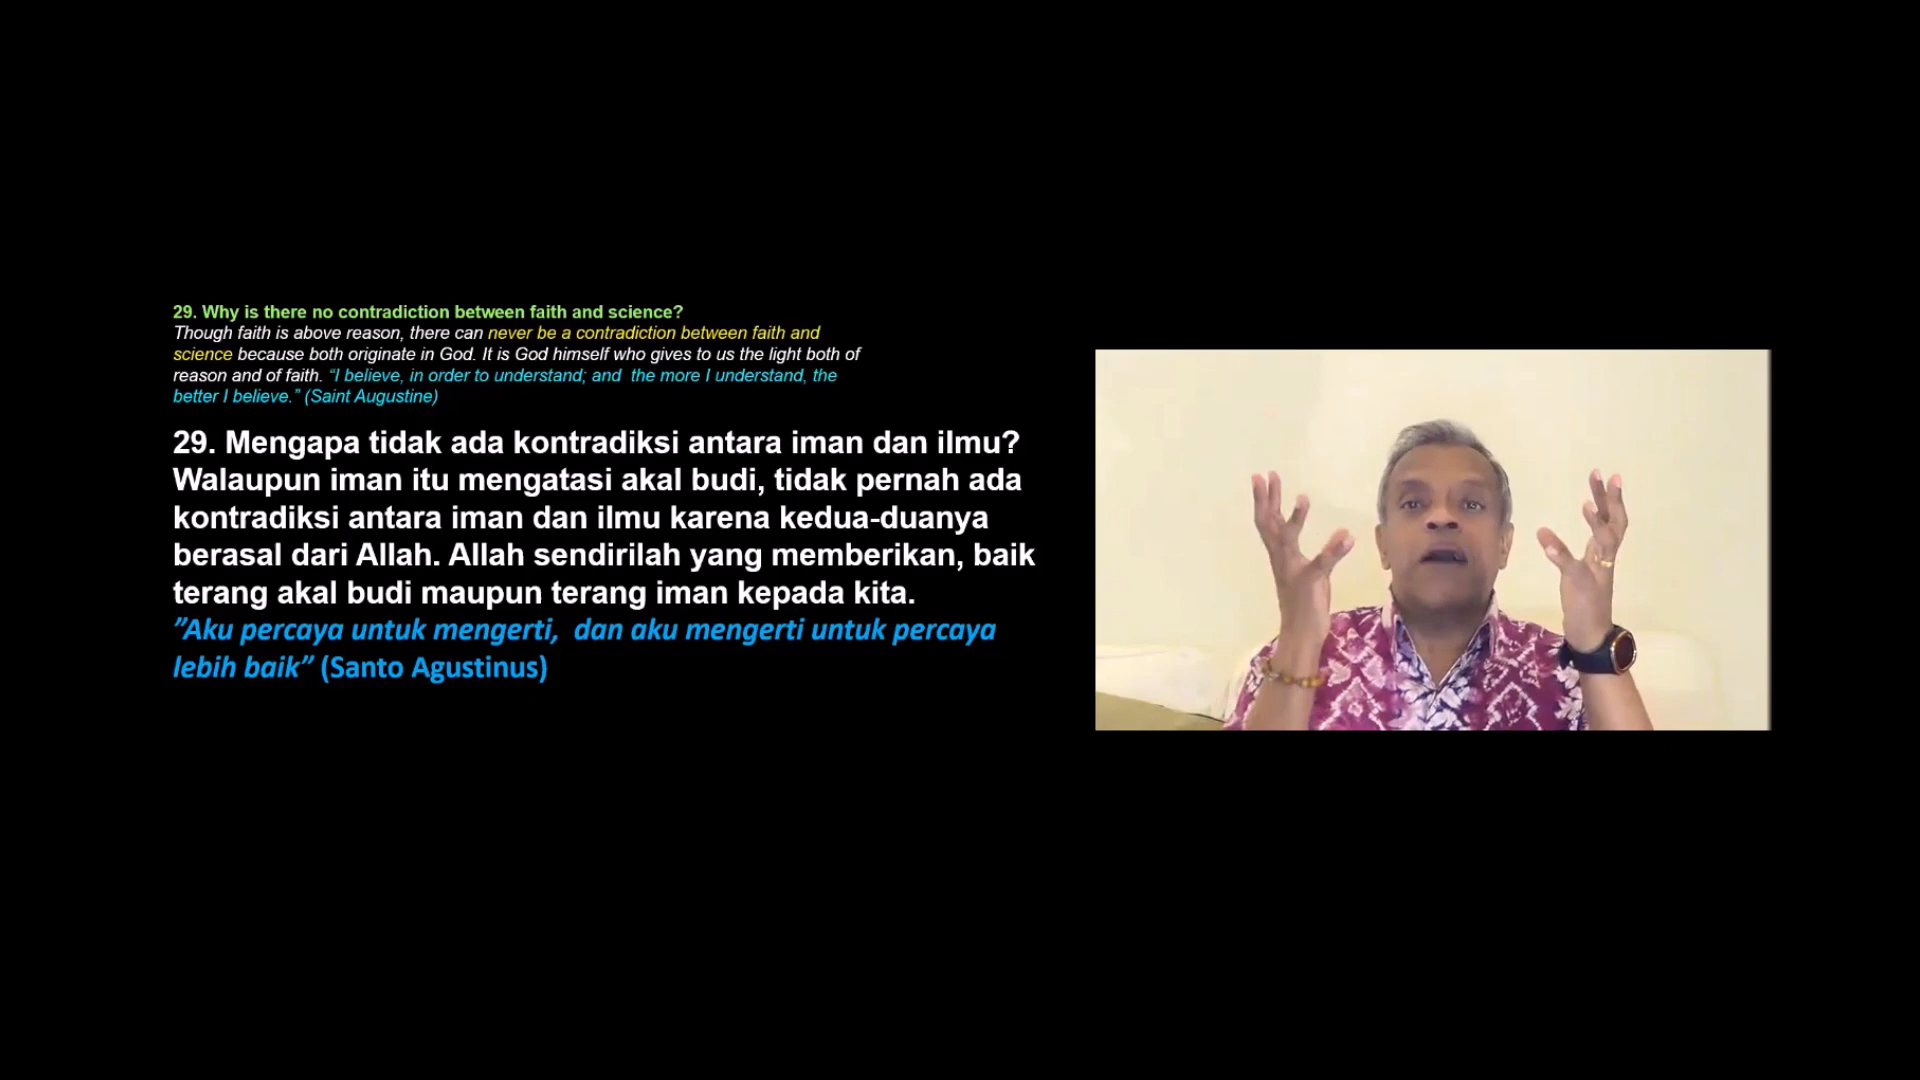 29. Why is there no contradiction between faith and science?
Though faith is above reason, there can never be a contradiction between faith and
science because both originate in God. It is God himself who gives to us the light both of
reason and of faith. “I believe, in order to understand; and  the more I understand, the
better I believe.” (Saint Augustine)
29. Mengapa tidak ada kontradiksi antara iman dan ilmu?
Walaupun iman itu mengatasi akal budi, tidak pernah ada
kontradiksi antara iman dan ilmu karena kedua-duanya
berasal dari Allah. Allah sendirilah yang memberikan, baik
terang akal budi maupun terang iman kepada kita.
”Aku percaya untuk mengerti,  dan aku mengerti untuk percaya
lebih baik” (Santo Agustinus)